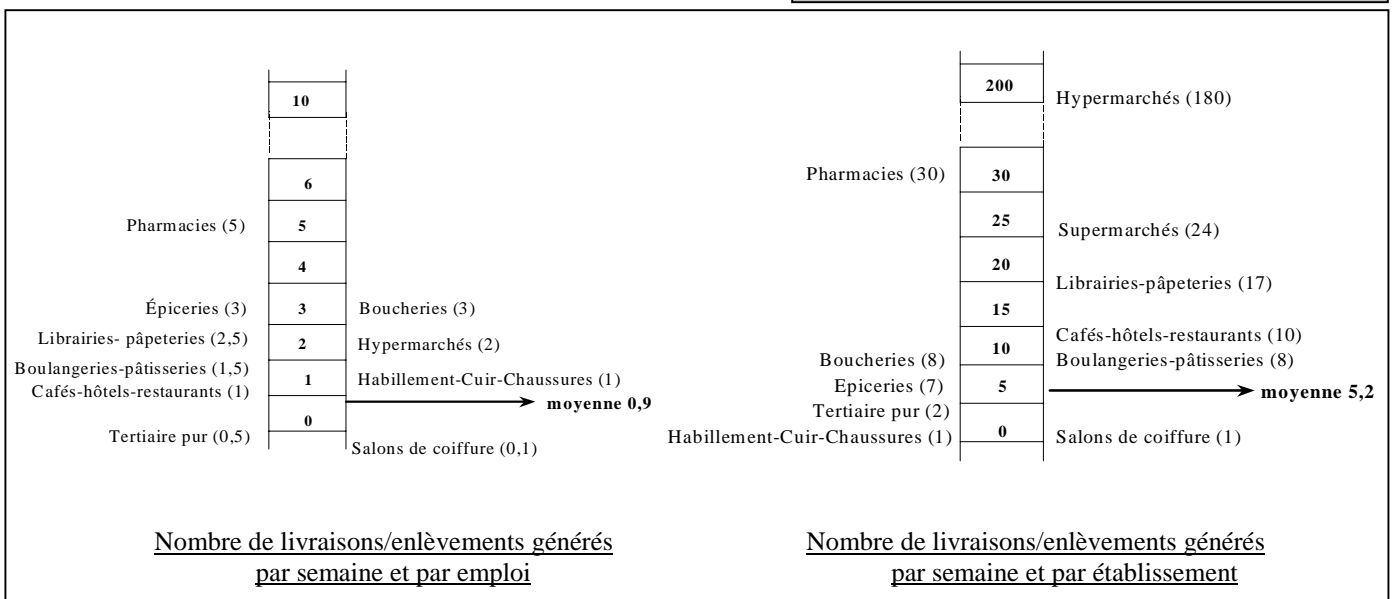 10
6
Pharmacies (5)
5
4
Épiceries (3)
3
Boucheries (3)
Librairies- pâpeteries (2,5)
2
Hypermarchés (2)
Boulangeries-pâtisseries (1,5)
1
Habillement-Cuir-Chaussures (1)
Cafés-hôtels-restaurants (1)
moyenne 0,9
0
Tertiaire pur (0,5)
Salons de coiffure (0,1)
Nombre de livraisons/enlèvements générés
par semaine et par emploi
200
Hypermarchés (180)
Pharmacies (30)
30
25
Supermarchés (24)
20
Librairies-pâpeteries (17)
15
Cafés-hôtels-restaurants (10)
10
Boucheries (8)
Boulangeries-pâtisseries (8)
Epiceries (7)
5
moyenne 5,2
Tertiaire pur (2)
Habillement-Cuir-Chaussures (1)
0
Salons de coiffure (1)
Nombre de livraisons/enlèvements générés
par semaine et par établissement